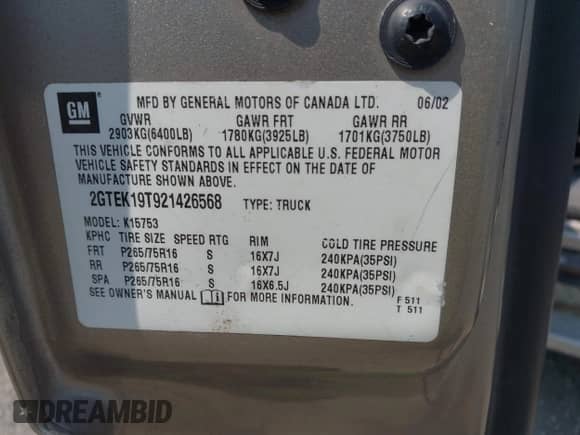 GM
MFD BY GENERAL MOTORS OF CANADA LTD. 06/02
GVWR GAWR FRT GAWR RR
2903KG(6400LB) 1780KG(3925LB) 1701KG(3750LB)
THIS VEHICLE CONFORMS TO ALL APPLICABLE U.S. FEDERAL MOTOR
VEHICLE SAFETY STANDARDS IN EFFECT ON THE DATE OF
MANUFACTURE SHOWN ABOVE.
2GTEK19T921426568 TYPE: TRUCK
MODEL: K15753
KPHC TIRE SIZE SPEED RTG RIM COLD TIRE PRESSURE
FRT P265/75R16 S 16X7J 240KPA(35PSI)
RR P265/75R16 S 16X7J 240KPA(35PSI)
SPA P265/75R16 S 16X6.5J 240KPA(35PSI)
SEE OWNER'S MANUAL FOR MORE INFORMATION. F 511
T 511
DREAMBID